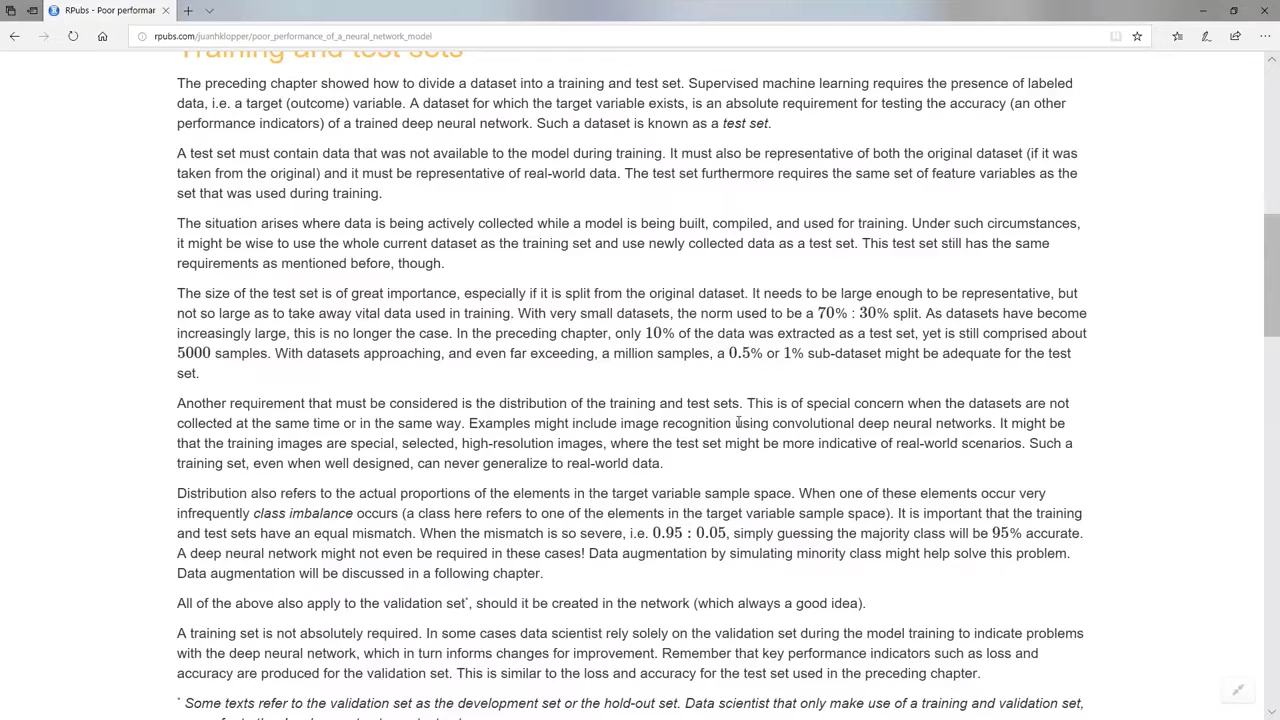 RPubs - Poor performar
rpubs.com/juanhklopper/poor_performance_of_a_neural_network_model
Training and test sets
The preceding chapter showed how to divide a dataset into a training and test set. Supervised machine learning requires the presence of labeled
data, i.e. a target (outcome) variable. A dataset for which the target variable exists, is an absolute requirement for testing the accuracy (an other
performance indicators) of a trained deep neural network. Such a dataset is known as a test set.
A test set must contain data that was not available to the model during training. It must also be representative of both the original dataset (if it was
taken from the original) and it must be representative of real-world data. The test set furthermore requires the same set of feature variables as the
set that was used during training.
The situation arises where data is being actively collected while a model is being built, compiled, and used for training. Under such circumstances,
it might be wise to use the whole current dataset as the training set and use newly collected data as a test set. This test set still has the same
requirements as mentioned before, though.
The size of the test set is of great importance, especially if it is split from the original dataset. It needs to be large enough to be representative, but
not so large as to take away vital data used in training. With very small datasets, the norm used to be a 70% : 30% split. As datasets have become
increasingly large, this is no longer the case. In the preceding chapter, only 10% of the data was extracted as a test set, yet is still comprised about
5000 samples. With datasets approaching, and even far exceeding, a million samples, a 0.5% or 1% sub-dataset might be adequate for the test
set.
Another requirement that must be considered is the distribution of the training and test sets. This is of special concern when the datasets are not
collected at the same time or in the same way. Examples might include image recognition using convolutional deep neural networks. It might be
that the training images are special, selected, high-resolution images, where the test set might be more indicative of real-world scenarios. Such a
training set, even when well designed, can never generalize to real-world data.
Distribution also refers to the actual proportions of the elements in the target variable sample space. When one of these elements occur very
infrequently class imbalance occurs (a class here refers to one of the elements in the target variable sample space). It is important that the training
and test sets have an equal mismatch. When the mismatch is so severe, i.e. 0.95 : 0.05, simply guessing the majority class will be 95% accurate.
A deep neural network might not even be required in these cases! Data augmentation by simulating minority class might help solve this problem.
Data augmentation will be discussed in a following chapter.
All of the above also apply to the validation set*, should it be created in the network (which always a good idea).
A training set is not absolutely required. In some cases data scientist rely solely on the validation set during the model training to indicate problems
with the deep neural network, which in turn informs changes for improvement. Remember that key performance indicators such as loss and
accuracy are produced for the validation set. This is similar to the loss and accuracy for the test set used in the preceding chapter.
* Some texts refer to the validation set as the development set or the hold-out set. Data scientist that only make use of a training and validation set,